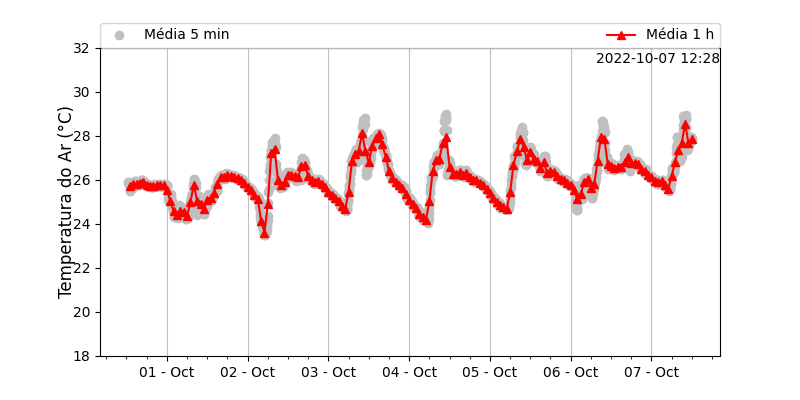 Média 5 min
Média 1 h
2022-10-07 12:28
Temperatura do Ar (°C)
32
30
28
26
24
22
20
18
01 - Oct
02 - Oct
03 - Oct
04 - Oct
05 - Oct
06 - Oct
07 - Oct